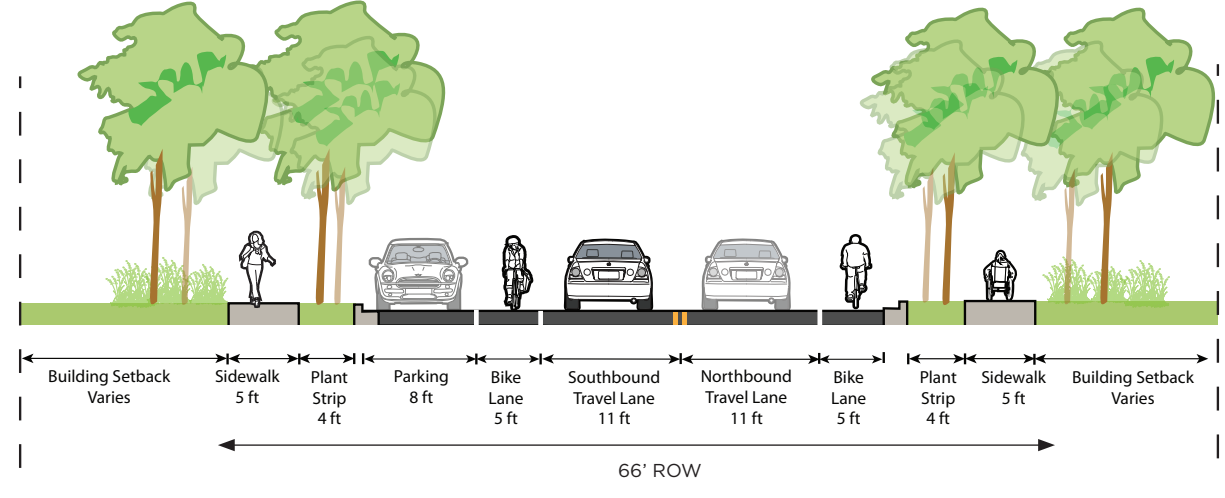 Building Setback
Varies
Sidewalk
5 ft
Plant
Strip
4 ft
Parking
8 ft
Bike
Lane
5 ft
Southbound
Travel Lane
11 ft
Northbound
Travel Lane
11 ft
Bike
Lane
5 ft
Plant
Strip
4 ft
Sidewalk
5 ft
Building Setback
Varies
66' ROW